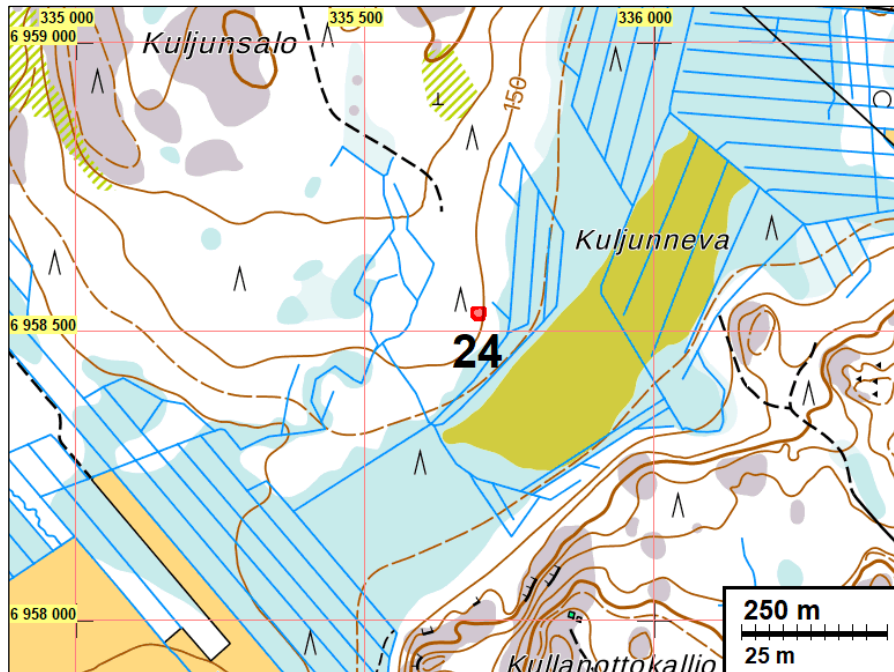 335 000
335 500
336 000
6 959 000
Kuljunsalo
150
Kuljunneva
6 958 500
24
6 958 000
250 m
25 m
Kullanottokallio